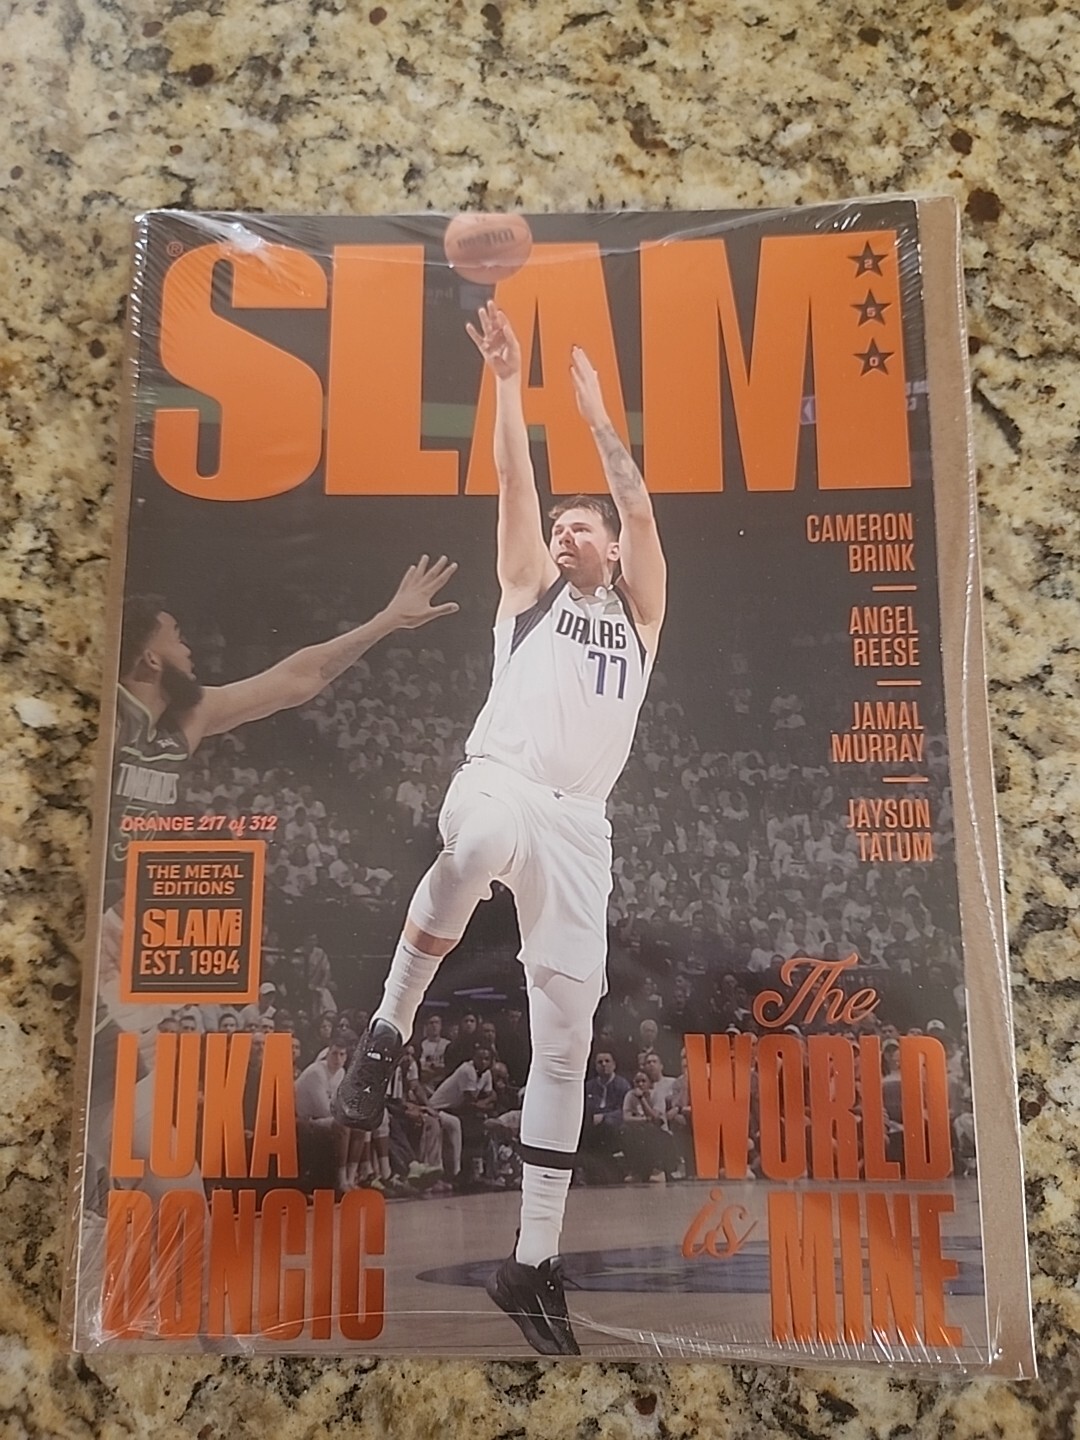 ®
SLAM
2
5
0
CAMERON
BRINK
ANGEL
REESE
JAMAL
MURRAY
JAYSON
TATUM
DALLAS
77
ORANGE 217 of 312
THE METAL
EDITIONS
SLAM
EST. 1994
LUKA
DONCIC
The
WORLD
is MINE